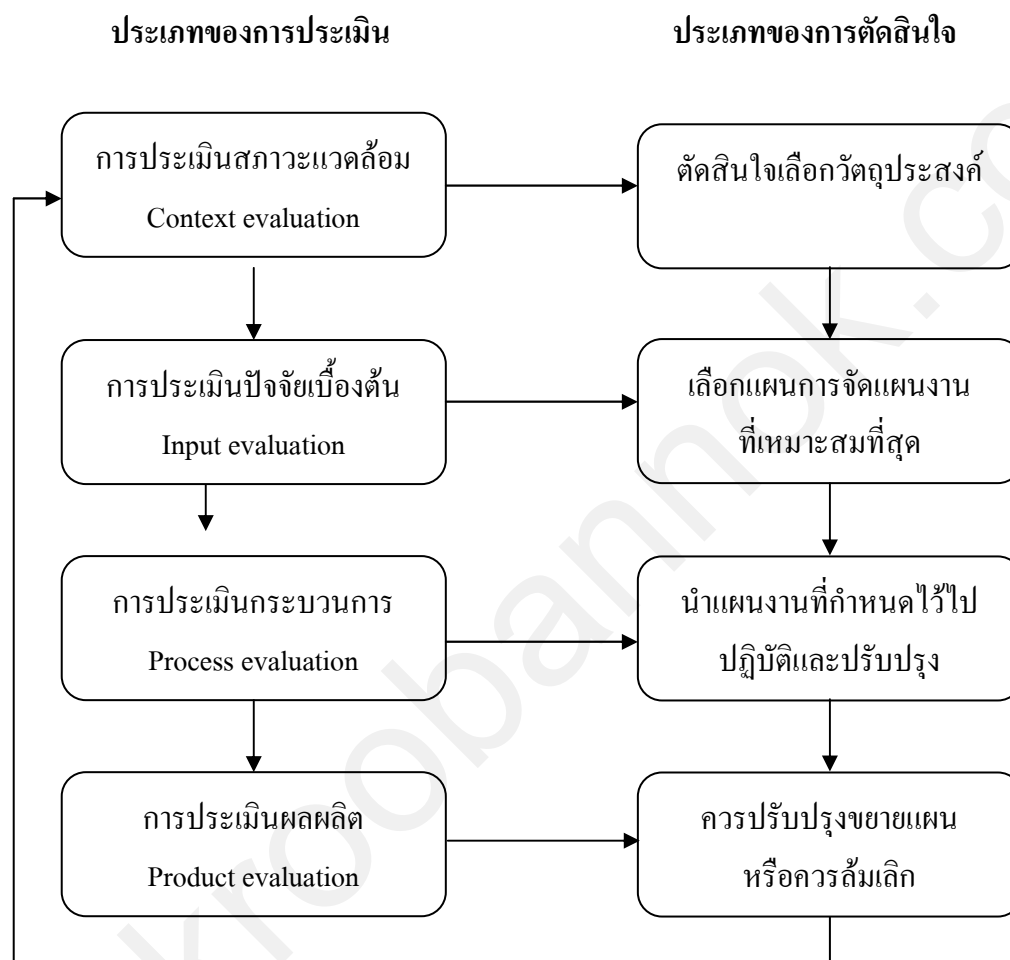 ประเภทของการประเมิน
ประเภทของการตัดสินใจ
การประเมินสภาวะแวดล้อม
Context evaluation
ตัดสินใจเลือกวัตถุประสงค์
การประเมินปัจจัยเบื้องต้น
Input evaluation
เลือกแผนการจัดแผนงาน
ที่เหมาะสมที่สุด
การประเมินกระบวนการ
Process evaluation
นำแผนงานที่กำหนดไว้ไป
ปฏิบัติและปรับปรุง
การประเมินผลผลิต
Product evaluation
ควรปรับปรุงขยายแผน
หรือควรล้มเลิก
kroobannok.co